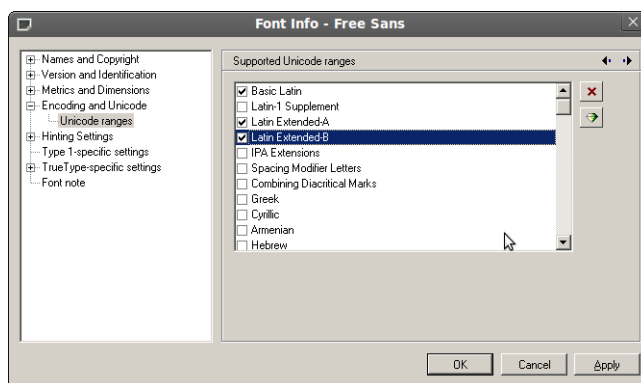 Font Info - Free Sans
Names and Copyright
Version and Identification
Metrics and Dimensions
Encoding and Unicode
Unicode ranges
Hinting Settings
Type 1-specific settings
TrueType-specific settings
Font note
Supported Unicode ranges
Basic Latin
Latin-1 Supplement
Latin Extended-A
Latin Extended-B
IPA Extensions
Spacing Modifier Letters
Combining Diacritical Marks
Greek
Cyrillic
Armenian
Hebrew
OK Cancel Apply